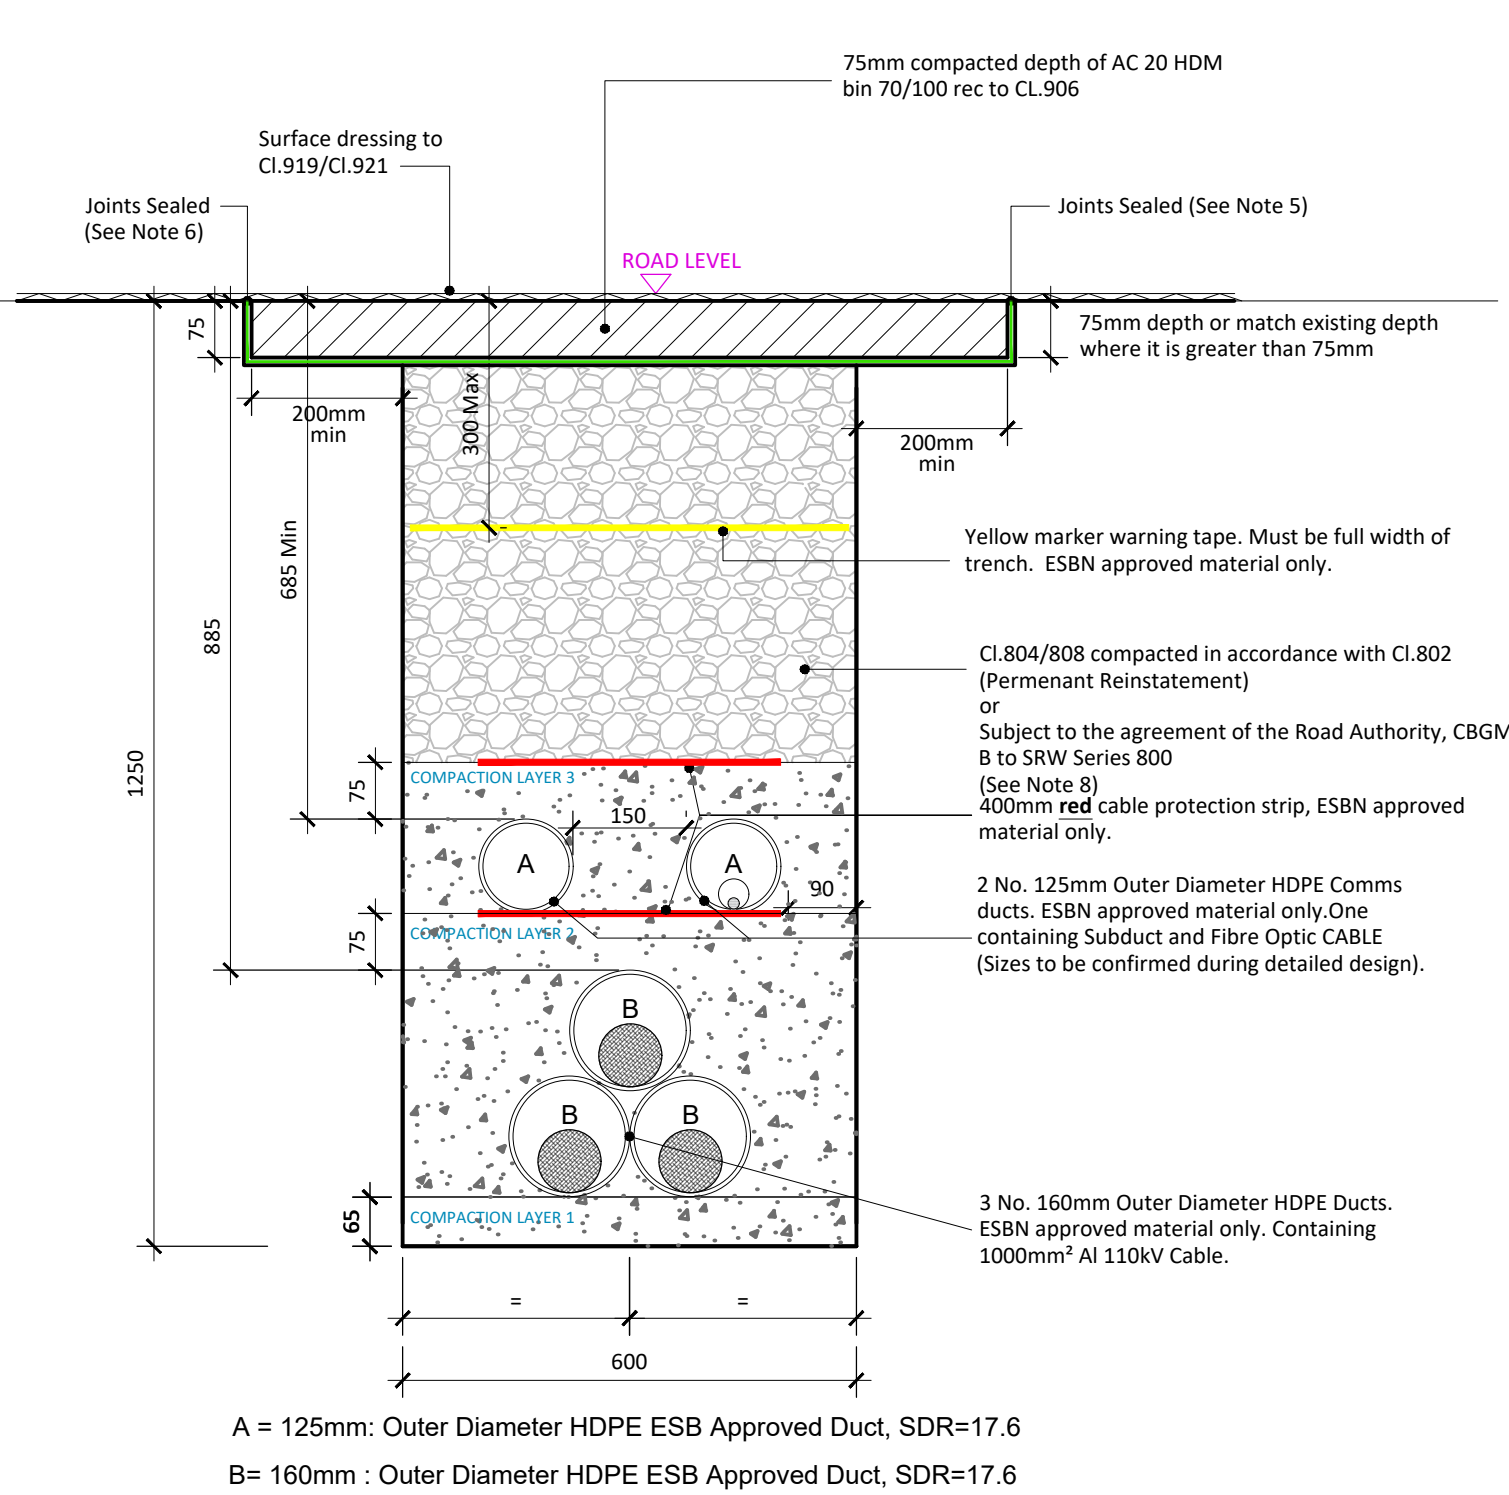 75mm compacted depth of AC 20 HDM
bin 70/100 rec to CL.906
Surface dressing to
Cl.919/Cl.921
Joints Sealed
(See Note 6)
Joints Sealed (See Note 5)
ROAD LEVEL
75
75mm depth or match existing depth
where it is greater than 75mm
200mm
min
300 Max
200mm
min
685 Min
=
Yellow marker warning tape. Must be full width of
trench. ESBN approved material only.
885
Cl.804/808 compacted in accordance with Cl.802
(Permenant Reinstatement)
or
Subject to the agreement of the Road Authority, CBGM
B to SRW Series 800
(See Note 8)
1250
75
COMPACTION LAYER 3
400mm red cable protection strip, ESBN approved
material only.
150
A
A
90
2 No. 125mm Outer Diameter HDPE Comms
ducts. ESBN approved material only.One
containing Subduct and Fibre Optic CABLE
(Sizes to be confirmed during detailed design).
75
COMPACTION LAYER 2
B
B
B
65
COMPACTION LAYER 1
3 No. 160mm Outer Diameter HDPE Ducts.
ESBN approved material only. Containing
1000mm² Al 110kV Cable.
=
=
600
A = 125mm: Outer Diameter HDPE ESB Approved Duct, SDR=17.6
B= 160mm : Outer Diameter HDPE ESB Approved Duct, SDR=17.6